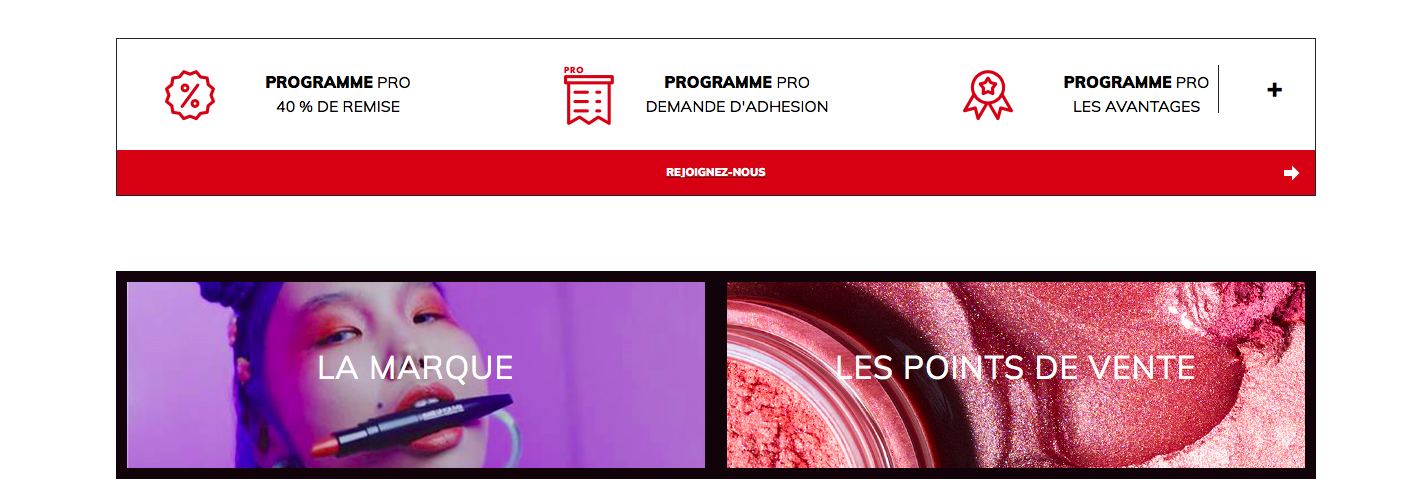 PROGRAMME PRO
40 % DE REMISE
PRO
PROGRAMME PRO
DEMANDE D'ADHESION
PROGRAMME PRO
LES AVANTAGES
+
REJOIGNEZ-NOUS
LA MARQUE
LES POINTS DE VENTE